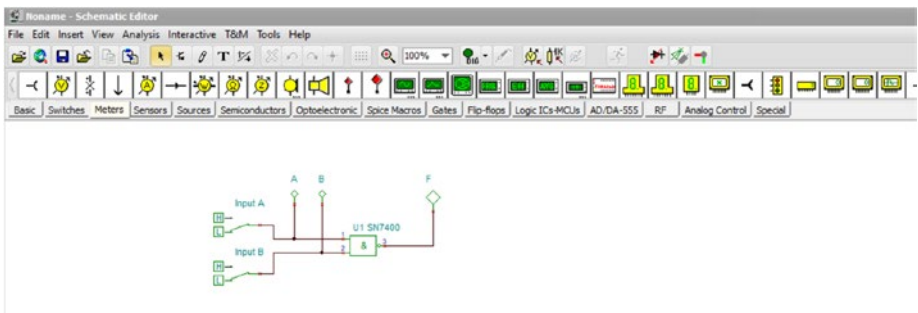 Noname - Schematic Editor
File Edit Insert View Analysis Interactive T&M Tools Help
100%
Basic Switches Meters Sensors Sources Semiconductors Optoelectronic Spice Macros Gates Flip-flops Logic ICs-MCUs AD/DA-555 RF Analog Control Special
A B F
Input A
H
L
U1 SN7400
1
& 3
2
Input B
H
L